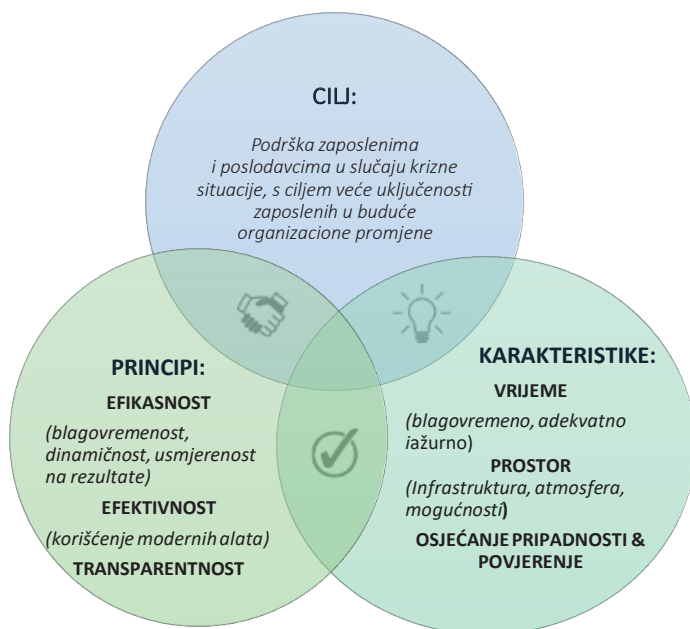 CILJ:
Podrška zaposlenima
i poslodavcima u slučaju krizne
situacije, s ciljem veće uključenosti
zaposlenih u buduće
organizacione promjene
PRINCIPI:
EFIKASNOST
(blagovremenost,
dinamičnost, usmjerenost
na rezultate)
EFEKTIVNOST
(korišćenje modernih alata)
TRANSPARENTNOST
KARAKTERISTIKE:
VRIJEME
(blagovremeno, adekvatno
iažurno)
PROSTOR
(Infrastruktura, atmosfera,
mogućnosti)
OSJEĆANJE PRIPADNOSTI &
POVJERENJE